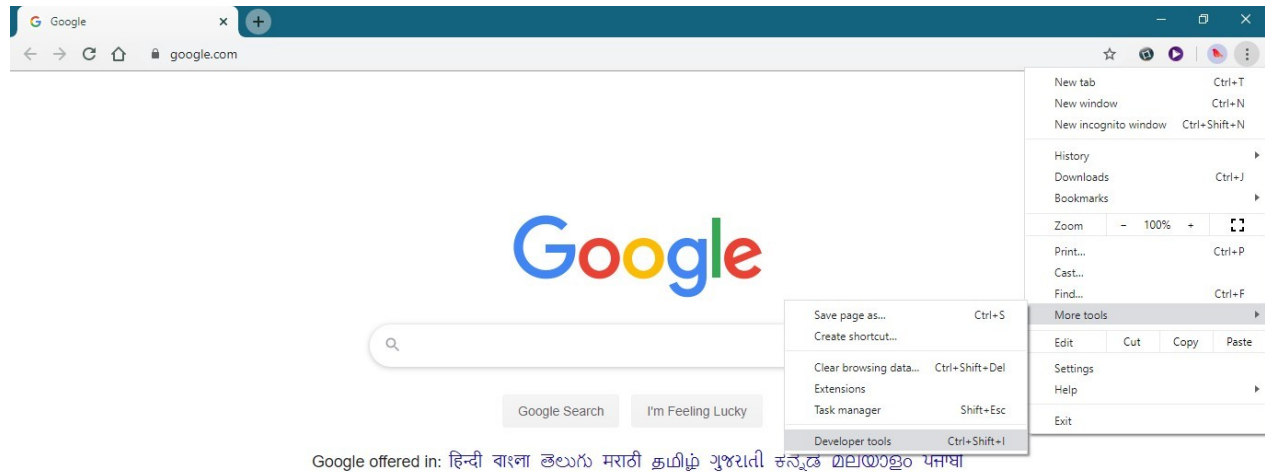 Google
google.com
New tab Ctrl+T
New window Ctrl+N
New incognito window Ctrl+Shift+N
History
Downloads Ctrl+J
Bookmarks
Zoom - 100% +
Print... Ctrl+P
Cast...
Find... Ctrl+F
More tools
Edit Cut Copy Paste
Settings
Help
Exit
Save page as... Ctrl+S
Create shortcut...
Clear browsing data... Ctrl+Shift+Del
Extensions
Task manager Shift+Esc
Developer tools Ctrl+Shift+I
Google
Google Search I'm Feeling Lucky
Google offered in: हिन्दी বাংলা తెలుగు मराठी தமிழ் ગુજરાતી ಕನ್ನಡ മലയാളം ਪੰਜਾਬੀ